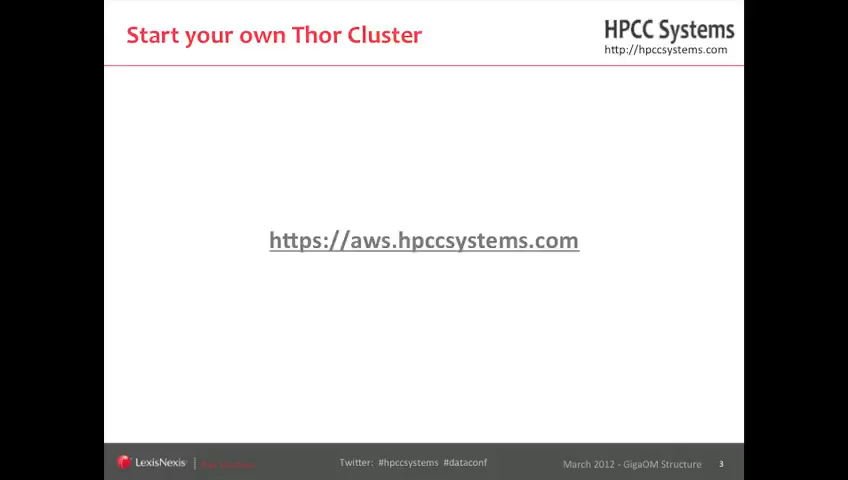 Start your own Thor Cluster
HPCC Systems
http://hpccsystems.com
https://aws.hpccsystems.com
LexisNexis
Twitter: #hpccsystems #dataconf
March 2012 - GigaOM Structure 3